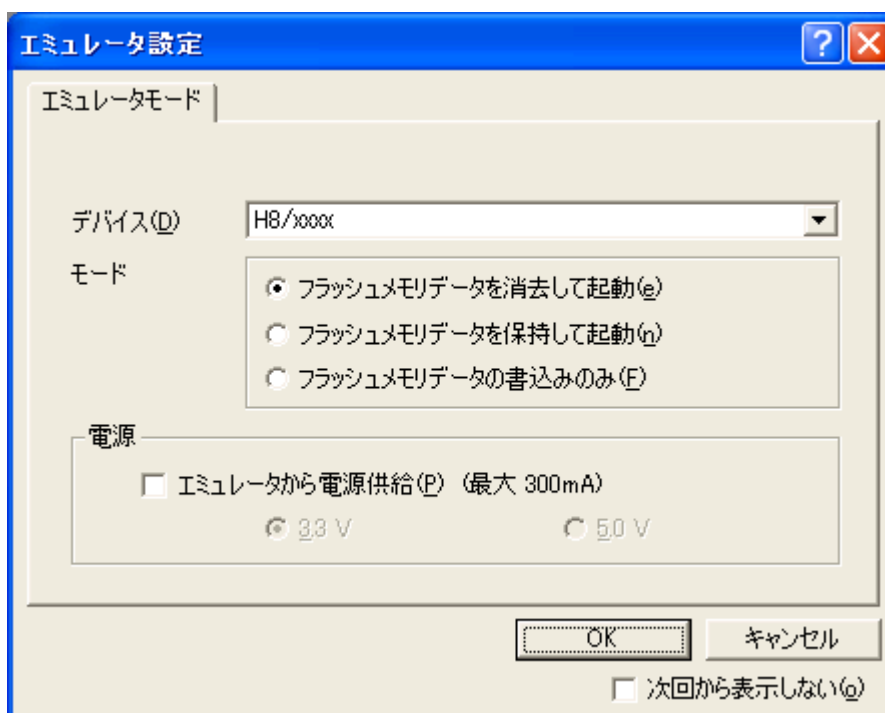 エミュレータ設定
エミュレータモード
デバイス(D) H8/xxxx
モード
フラッシュメモリデータを消去して起動(e)
フラッシュメモリデータを保持して起動(n)
フラッシュメモリデータの書込みのみ(F)
電源
エミュレータから電源供給(P) (最大 300mA)
3.3 V 5.0 V
OK キャンセル
次回から表示しない(o)